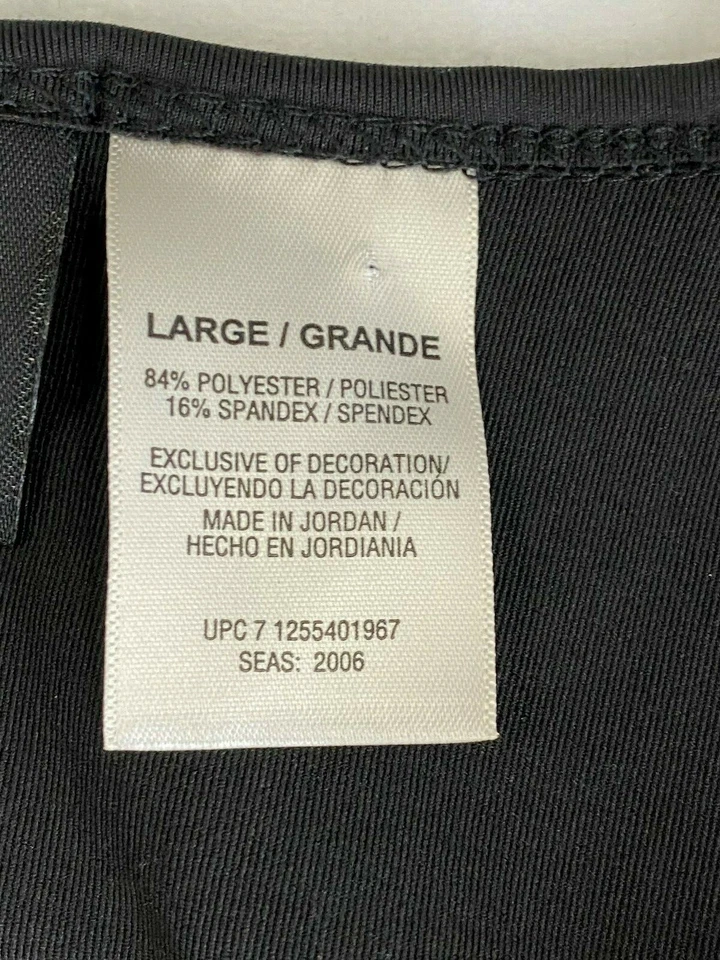 LARGE / GRANDE
84% POLYESTER / POLIESTER
16% SPANDEX / SPENDEX
EXCLUSIVE OF DECORATION/
EXCLUYENDO LA DECORACIÓN
MADE IN JORDAN /
HECHO EN JORDIANIA
UPC 7 1255401967
SEAS: 2006